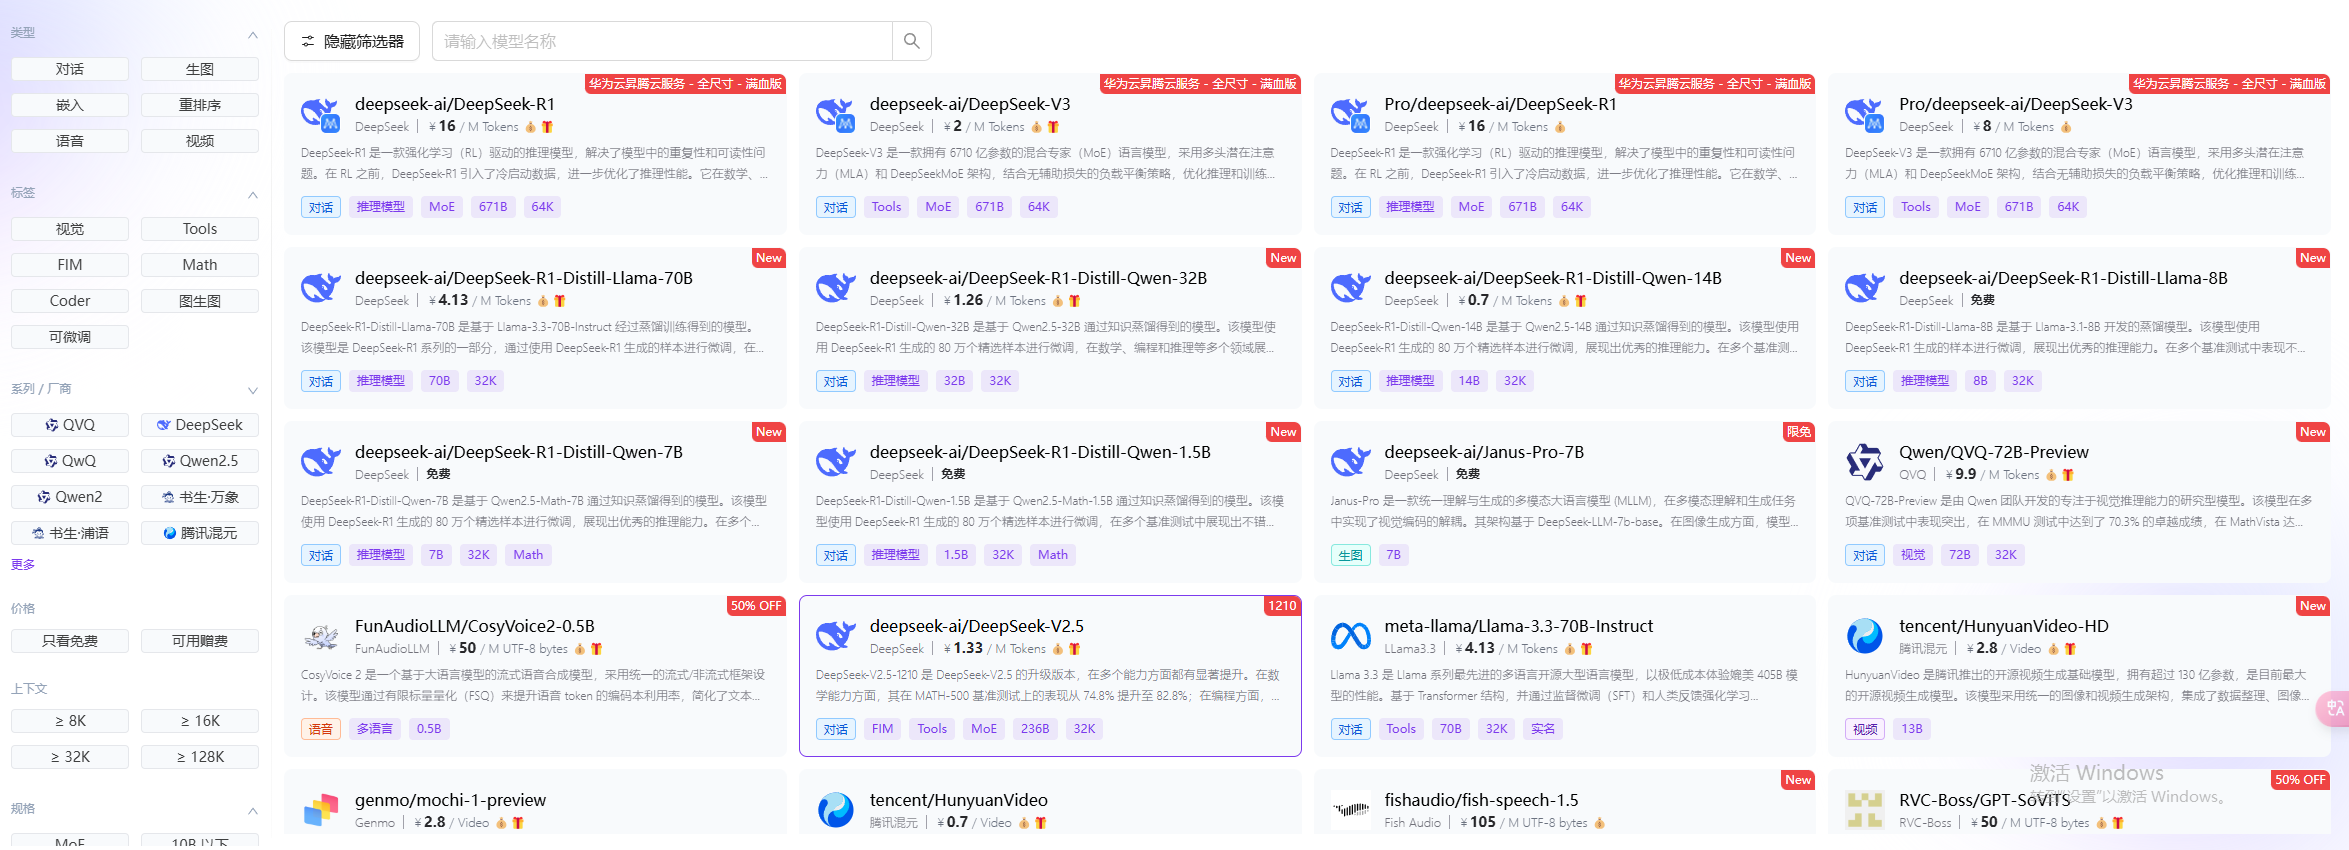 类型
对话
生图
嵌入
重排序
语音
视频
标签
视觉
Tools
FIM
Math
Coder
图生图
可微调
系列 / 厂商
QVQ
DeepSeek
QwQ
Qwen2.5
Qwen2
书生·万象
书生·浦语
腾讯混元
更多
价格
只看免费
可用赠费
上下文
≥ 8K
≥ 16K
≥ 32K
≥ 128K
规格
MoE
10B 以下
隐藏筛选器
请输入模型名称
华为云昇腾云服务 - 全尺寸 - 满血版
deepseek-ai/DeepSeek-R1
DeepSeek | ¥ 16 / M Tokens
DeepSeek-R1 是一款强化学习（RL）驱动的推理模型，解决了模型中的重复性和可读性问
题。在 RL 之前，DeepSeek-R1 引入了冷启动数据，进一步优化了推理性能。它在数学、...
对话 推理模型 MoE 671B 64K
华为云昇腾云服务 - 全尺寸 - 满血版
deepseek-ai/DeepSeek-V3
DeepSeek | ¥ 2 / M Tokens
DeepSeek-V3 是一款拥有 6710 亿参数的混合专家（MoE）语言模型，采用多头潜在注意
力（MLA）和 DeepSeekMoE 架构，结合无辅助损失的负载平衡策略，优化推理和训练...
对话 Tools MoE 671B 64K
华为云昇腾云服务 - 全尺寸 - 满血版
Pro/deepseek-ai/DeepSeek-R1
DeepSeek | ¥ 16 / M Tokens
DeepSeek-R1 是一款强化学习（RL）驱动的推理模型，解决了模型中的重复性和可读性问
题。在 RL 之前，DeepSeek-R1 引入了冷启动数据，进一步优化了推理性能。它在数学、...
对话 推理模型 MoE 671B 64K
华为云昇腾云服务 - 全尺寸 - 满血版
Pro/deepseek-ai/DeepSeek-V3
DeepSeek | ¥ 8 / M Tokens
DeepSeek-V3 是一款拥有 6710 亿参数的混合专家（MoE）语言模型，采用多头潜在注意
力（MLA）和 DeepSeekMoE 架构，结合无辅助损失的负载平衡策略，优化推理和训练...
对话 Tools MoE 671B 64K
New
deepseek-ai/DeepSeek-R1-Distill-Llama-70B
DeepSeek | ¥ 4.13 / M Tokens
DeepSeek-R1-Distill-Llama-70B 是基于 Llama-3.3-70B-Instruct 经过蒸馏训练得到的模型。
该模型是 DeepSeek-R1 系列的一部分，通过使用 DeepSeek-R1 生成的样本进行微调，在...
对话 推理模型 70B 32K
New
deepseek-ai/DeepSeek-R1-Distill-Qwen-32B
DeepSeek | ¥ 1.26 / M Tokens
DeepSeek-R1-Distill-Qwen-32B 是基于 Qwen2.5-32B 通过知识蒸馏得到的模型。该模型使
用 DeepSeek-R1 生成的 80 万个精选样本进行微调，在数学、编程和推理等多个领域展...
对话 推理模型 32B 32K
New
deepseek-ai/DeepSeek-R1-Distill-Qwen-14B
DeepSeek | ¥ 0.7 / M Tokens
DeepSeek-R1-Distill-Qwen-14B 是基于 Qwen2.5-14B 通过知识蒸馏得到的模型。该模型使用
DeepSeek-R1 生成的 80 万个精选样本进行微调，展现出优秀的推理能力。在多个基准测...
对话 推理模型 14B 32K
New
deepseek-ai/DeepSeek-R1-Distill-Llama-8B
DeepSeek | 免费
DeepSeek-R1-Distill-Llama-8B 是基于 Llama-3.1-8B 开发的蒸馏模型。该模型使用
DeepSeek-R1 生成的样本进行微调，展现出优秀的推理能力。在多个基准测试中表现不...
对话 推理模型 8B 32K
New
deepseek-ai/DeepSeek-R1-Distill-Qwen-7B
DeepSeek | 免费
DeepSeek-R1-Distill-Qwen-7B 是基于 Qwen2.5-Math-7B 通过知识蒸馏得到的模型。该模型
使用 DeepSeek-R1 生成的 80 万个精选样本进行微调，展现出优秀的推理能力。在多个...
对话 推理模型 7B 32K Math
New
deepseek-ai/DeepSeek-R1-Distill-Qwen-1.5B
DeepSeek | 免费
DeepSeek-R1-Distill-Qwen-1.5B 是基于 Qwen2.5-Math-1.5B 通过知识蒸馏得到的模型。该模
型使用 DeepSeek-R1 生成的 80 万个精选样本进行微调，在多个基准测试中展现出不错...
对话 推理模型 1.5B 32K Math
限免
deepseek-ai/Janus-Pro-7B
DeepSeek | 免费
Janus-Pro 是一款统一理解与生成的多模态大语言模型 (MLLM)，在多模态理解和生成任务
中实现了视觉编码的解耦。其架构基于 DeepSeek-LLM-7b-base。在图像生成方面，模型...
生图 7B
New
Qwen/QVQ-72B-Preview
QVQ | ¥ 9.9 / M Tokens
QVQ-72B-Preview 是由 Qwen 团队开发的专注于视觉推理能力的研究型模型。该模型在多
项基准测试中表现突出，在 MMMU 测试中达到了 70.3% 的卓越成绩，在 MathVista 达...
对话 视觉 72B 32K
50% OFF
FunAudioLLM/CosyVoice2-0.5B
FunAudioLLM | ¥ 50 / M UTF-8 bytes
CosyVoice 2 是一个基于大语言模型的流式语音合成模型，采用统一的流式/非流式框架设
计。该模型通过有限标量量化（FSQ）来提升语音 token 的编码本利用率，简化了文本...
语音 多语言 0.5B
1210
deepseek-ai/DeepSeek-V2.5
DeepSeek | ¥ 1.33 / M Tokens
DeepSeek-V2.5-1210 是 DeepSeek-V2.5 的升级版本，在多个能力方面都有显著提升。在数
学能力方面，其在 MATH-500 基准测试上的表现从 74.8% 提升至 82.8%；在编程方面，...
对话 FIM Tools MoE 236B 32K
meta-llama/Llama-3.3-70B-Instruct
LLama3.3 | ¥ 4.13 / M Tokens
Llama 3.3 是 Llama 系列最先进的多语言开源大型语言模型，以极低成本体验媲美 405B 模
型的性能。基于 Transformer 结构，并通过监督微调（SFT）和人类反馈强化学习...
对话 Tools 70B 32K 实名
New
tencent/HunyuanVideo-HD
腾讯混元 | ¥ 2.8 / Video
HunyuanVideo 是腾讯推出的开源视频生成基础模型，拥有超过 130 亿参数，是目前最大
的开源视频生成模型。该模型采用统一的图像和视频生成架构，集成了数据整理、图像...
视频 13B
genmo/mochi-1-preview
Genmo | ¥ 2.8 / Video
tencent/HunyuanVideo
腾讯混元 | ¥ 0.7 / Video
New
fishaudio/fish-speech-1.5
Fish Audio | ¥ 105 / M UTF-8 bytes
50% OFF
RVC-Boss/GPT-SoVITS
RVC-Boss | ¥ 50 / M UTF-8 bytes
激活 Windows
转到"设置"以激活 Windows。